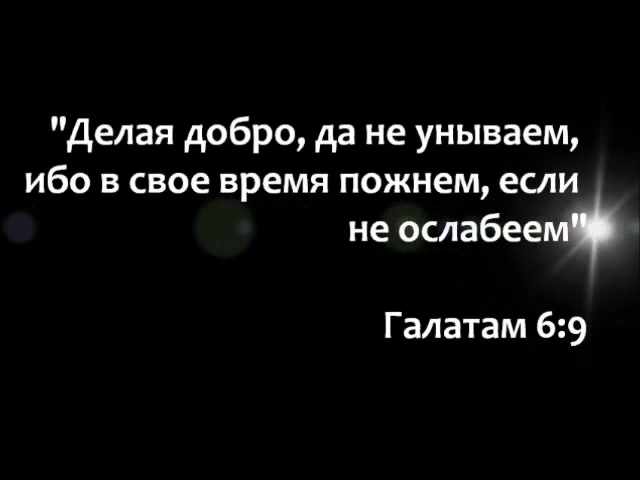 "Делая добро, да не унываем,
ибо в свое время пожнем, если
не ослабеем"
Галатам 6:9